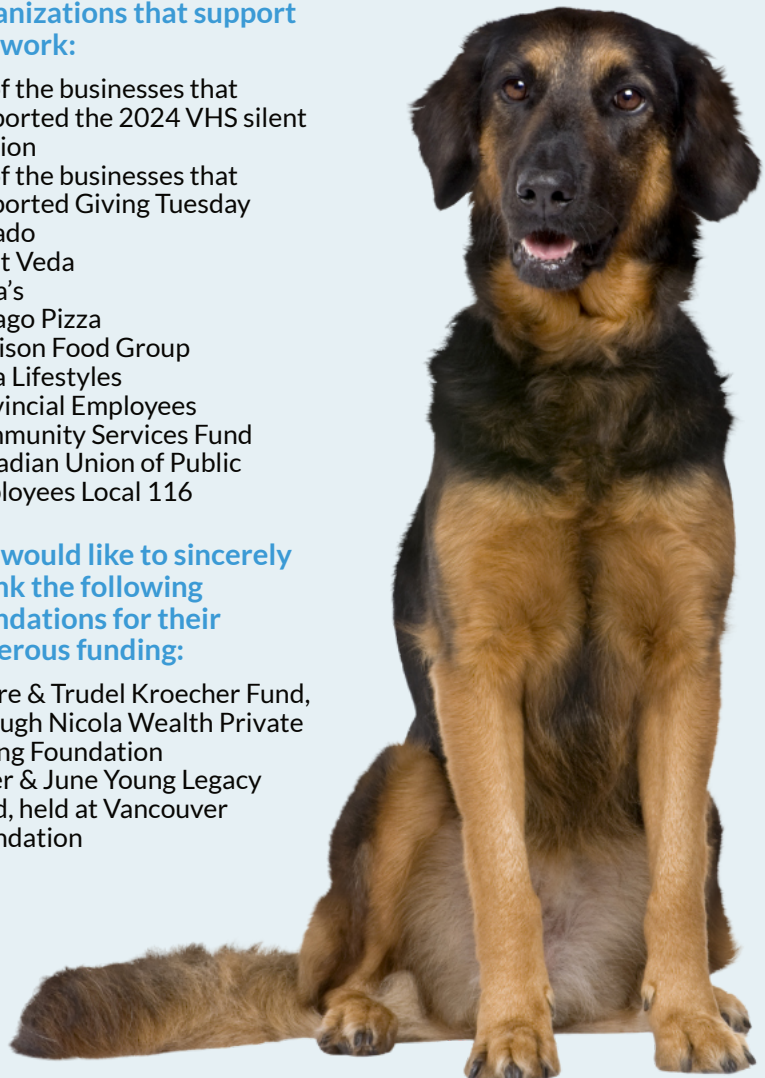 anizations that support
work:
f the businesses that
ported the 2024 VHS silent
ion
f the businesses that
ported Giving Tuesday
ado
t Veda
a's
ago Pizza
ison Food Group
a Lifestyles
vincial Employees
mmunity Services Fund
adian Union of Public
ployees Local 116
would like to sincerely
nk the following
ndations for their
erous funding:
re & Trudel Kroecher Fund,
ugh Nicola Wealth Private
ng Foundation
er & June Young Legacy
d, held at Vancouver
ndation